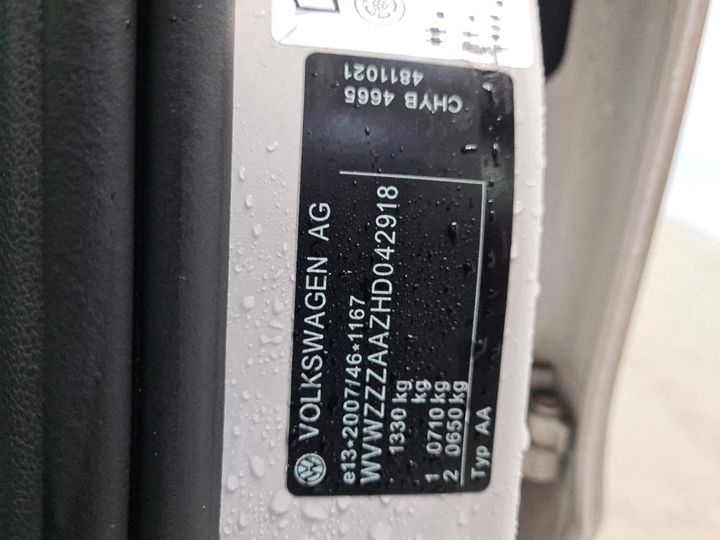 VOLKSWAGEN AG
e13*2007/46*1167
WVWZZZAAZHD042918
1330 kg
kg
1 0710 kg
2 0650 kg
Typ AA
CHYB 4665
4811021